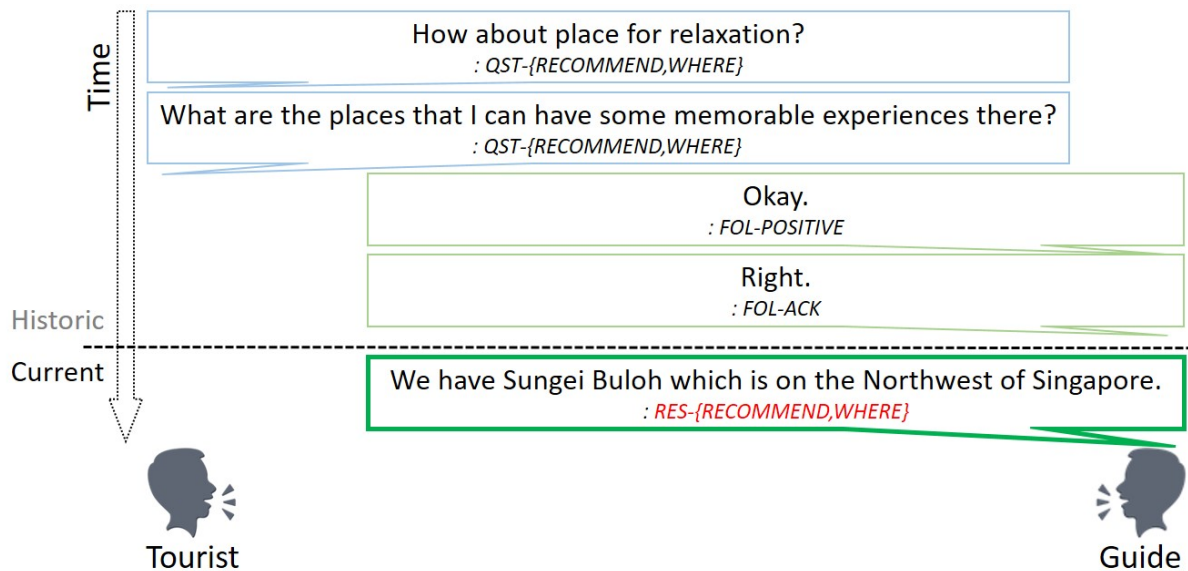 Time
How about place for relaxation?
: QST-{RECOMMEND,WHERE}
What are the places that I can have some memorable experiences there?
: QST-{RECOMMEND,WHERE}
Okay.
: FOL-POSITIVE
Right.
: FOL-ACK
Historic
Current
We have Sungei Buloh which is on the Northwest of Singapore.
: RES-{RECOMMEND,WHERE}
Tourist
Guide